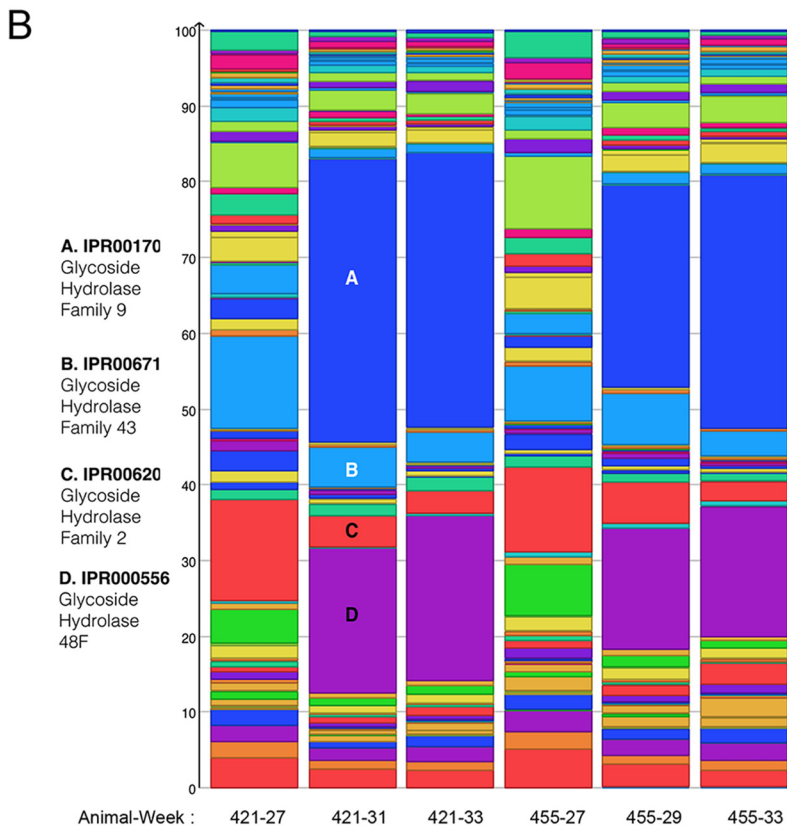 B
100
90
80
70
60
50
40
30
20
10
0
A. IPR00170
Glycoside
Hydrolase
Family 9
B. IPR00671
Glycoside
Hydrolase
Family 43
C. IPR00620
Glycoside
Hydrolase
Family 2
D. IPR000556
Glycoside
Hydrolase
48F
A
B
C
D
Animal-Week : 421-27 421-31 421-33 455-27 455-29 455-33